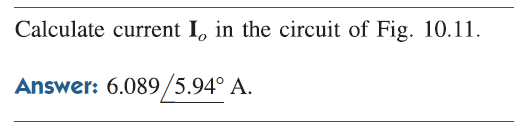 Calculate current I_o in the circuit of Fig. 10.11.
Answer: 6.089/5.94° A.